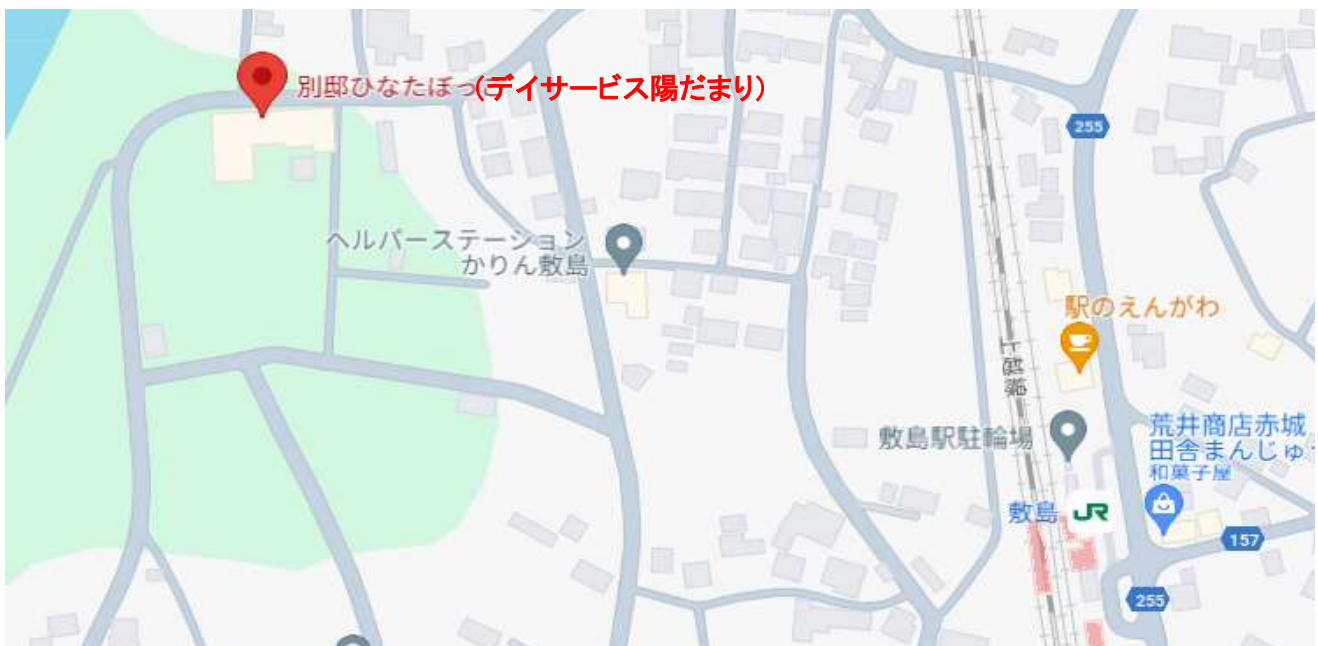 別邸ひなたぼっこ
(デイサービス陽だまり)
255
ヘルパーステーション
かりん敷島
駅のえんがわ
上越線
敷島駅駐輪場
荒井商店赤城
田舎まんじゅう
和菓子屋
敷島 JR
157
255